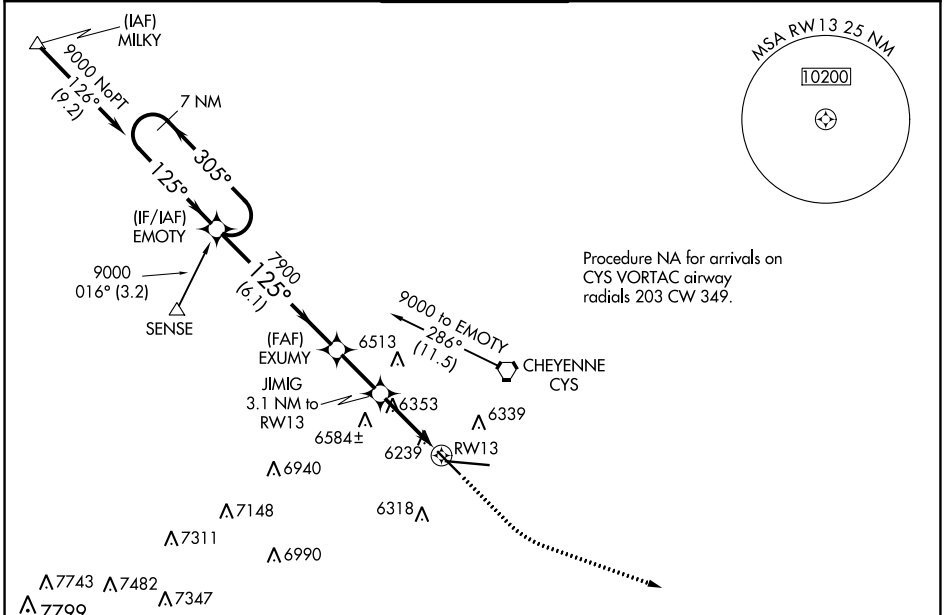 (IAF)
MILKY
9000 NoPT
126°
(9.2)
7 NM
305°
125°
(IF/IAF)
EMOTY
9000
016° (3.2)
SENSE
7900
125°
(6.1)
(FAF)
EXUMY
JIMIG
3.1 NM to
RW13
6513
9000 to EMOTY
286°
(11.5)
CHEYENNE
CYS
6353
6339
6584±
6239
RW13
6940
6318
7148
7311
6990
7743
7482
7347
7799
MSA RW13 25 NM
10200
Procedure NA for arrivals on
CYS VORTAC airway
radials 203 CW 349.